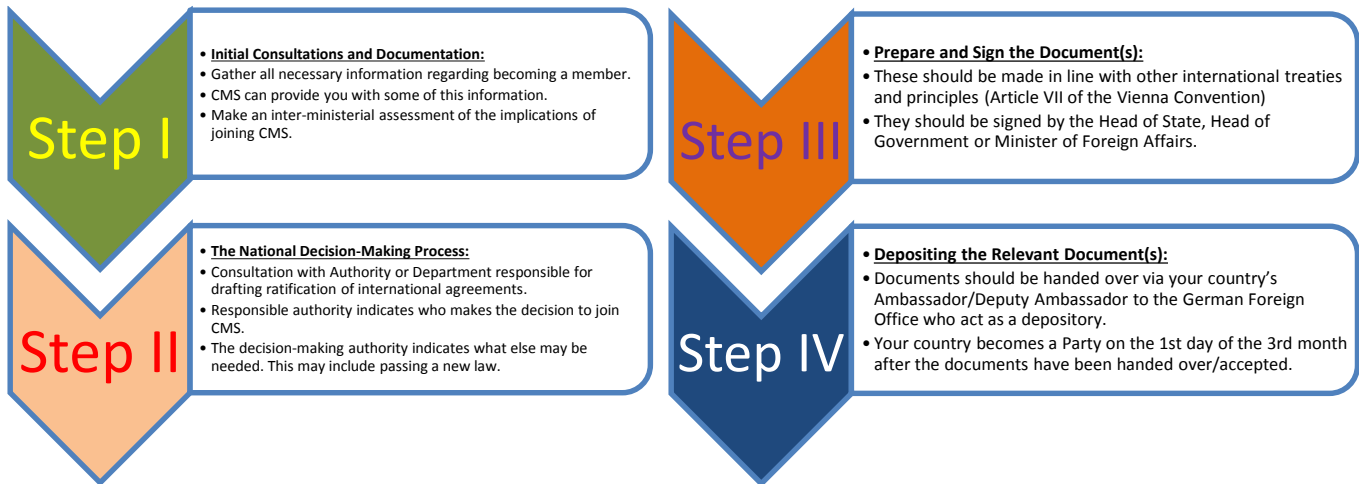 Step I
• Initial Consultations and Documentation:
• Gather all necessary information regarding becoming a member.
• CMS can provide you with some of this information.
• Make an inter-ministerial assessment of the implications of
joining CMS.
Step II
• The National Decision-Making Process:
• Consultation with Authority or Department responsible for
drafting ratification of international agreements.
• Responsible authority indicates who makes the decision to join
CMS.
• The decision-making authority indicates what else may be
needed. This may include passing a new law.
Step III
• Prepare and Sign the Document(s):
• These should be made in line with other international treaties
and principles (Article VII of the Vienna Convention)
• They should be signed by the Head of State, Head of
Government or Minister of Foreign Affairs.
Step IV
• Depositing the Relevant Document(s):
• Documents should be handed over via your country's
Ambassador/Deputy Ambassador to the German Foreign
Office who act as a depository.
• Your country becomes a Party on the 1st day of the 3rd month
after the documents have been handed over/accepted.